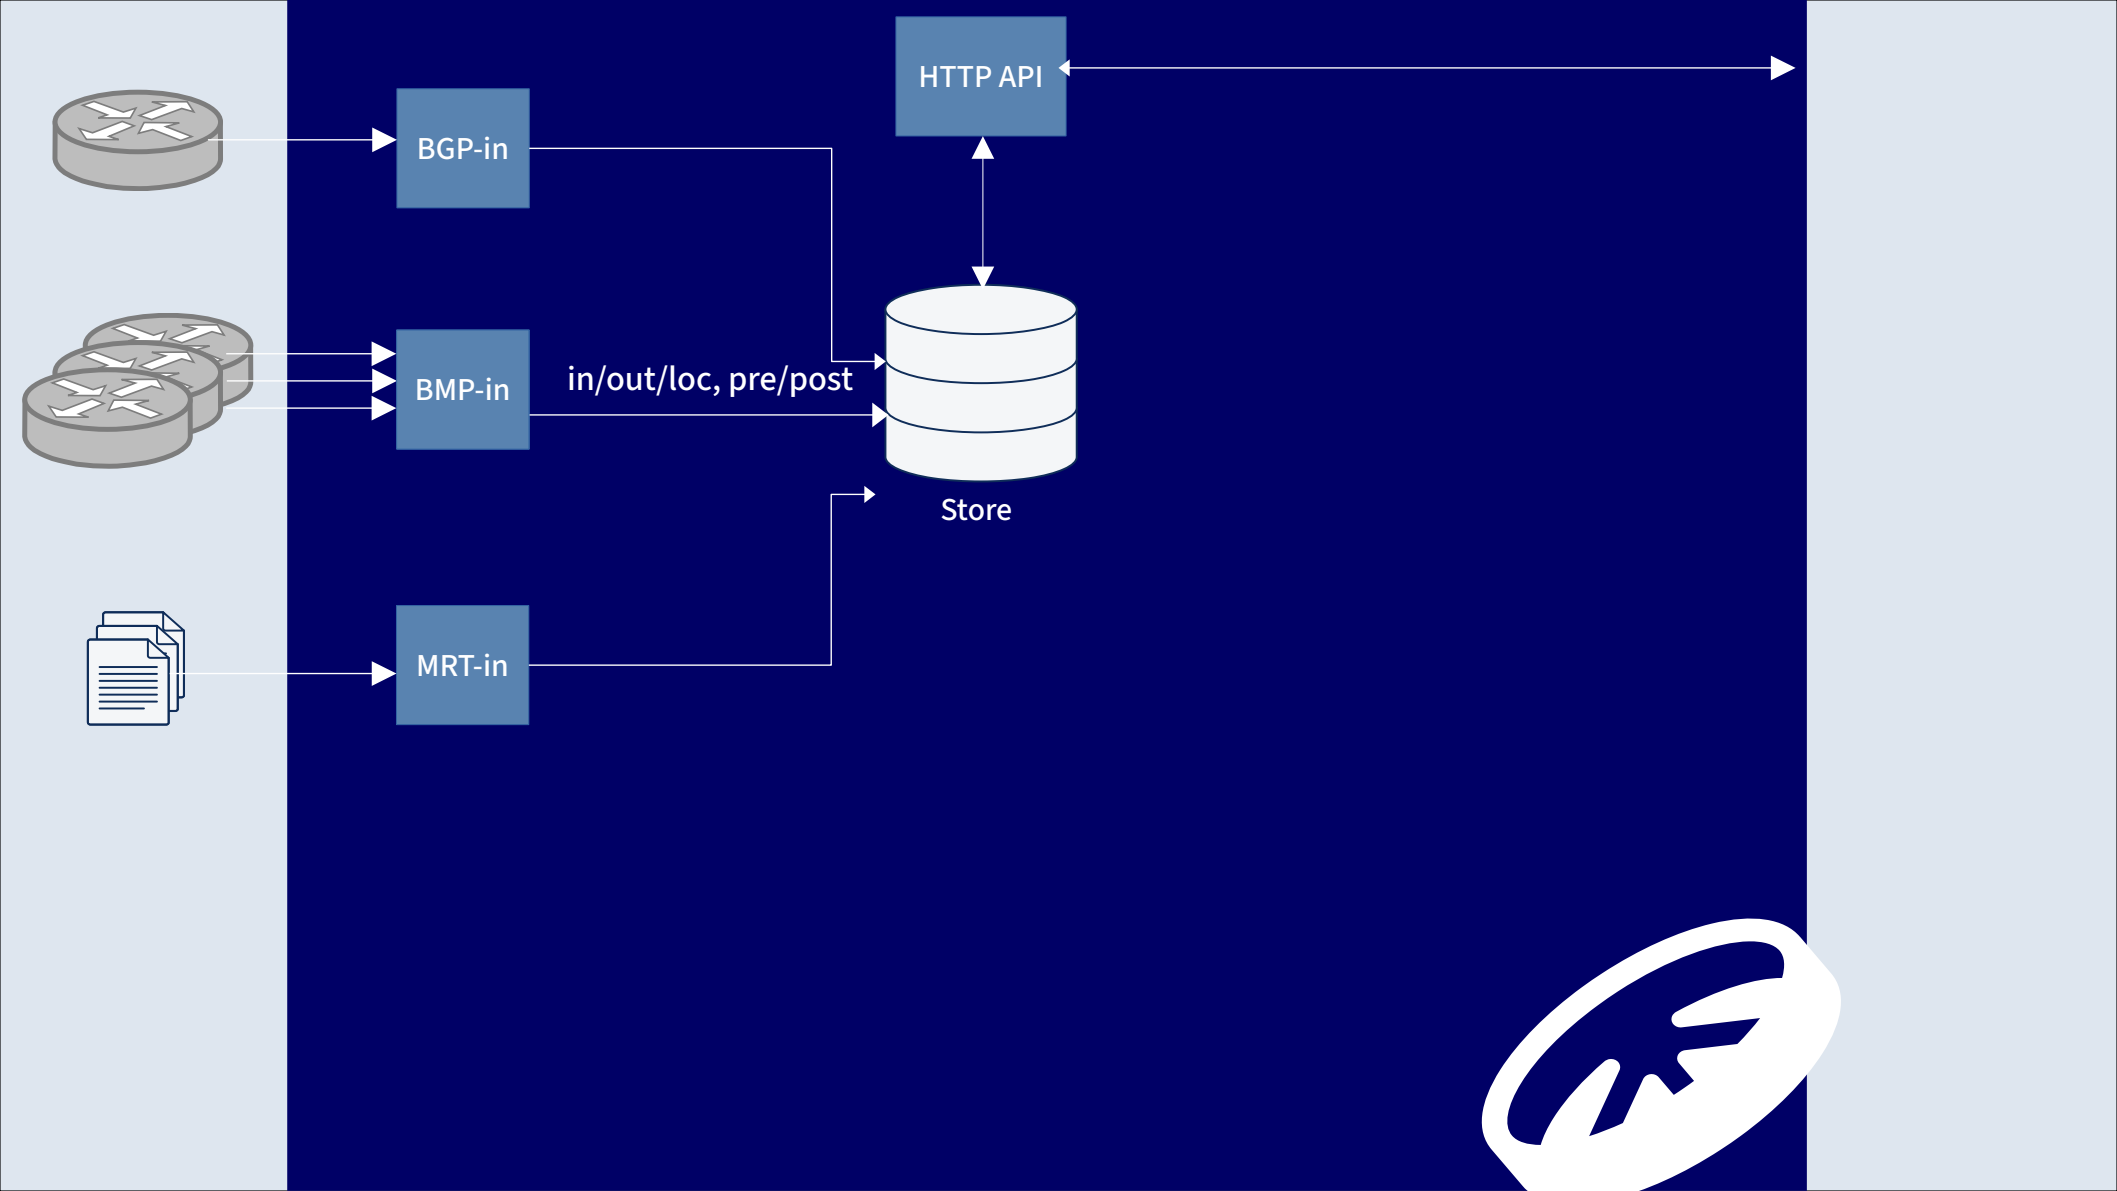 HTTP API
BGP-in
BMP-in
in/out/loc, pre/post
Store
MRT-in